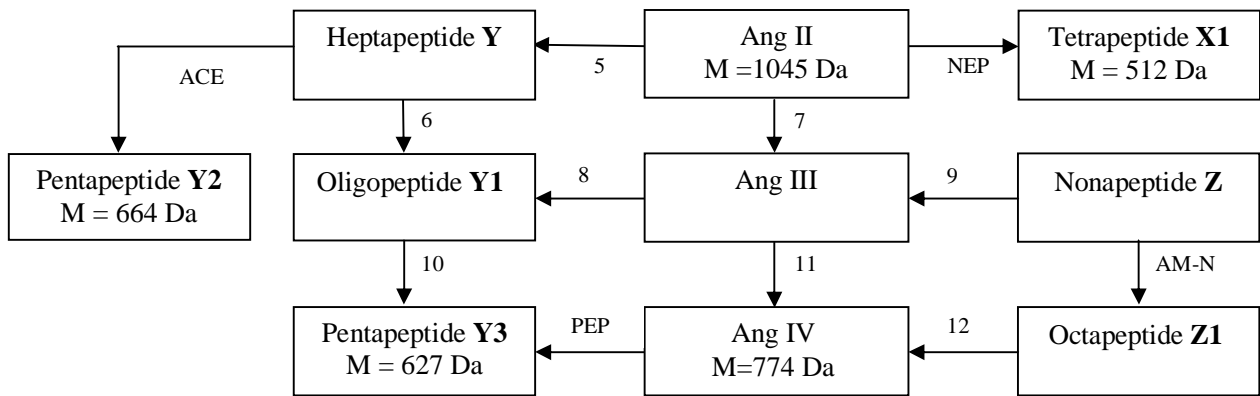 Heptapeptide Y
Ang II
M =1045 Da
Tetrapeptide X1
M = 512 Da
ACE
5
NEP
6
7
Pentapeptide Y2
M = 664 Da
Oligopeptide Y1
8
Ang III
9
Nonapeptide Z
10
11
AM-N
Pentapeptide Y3
M = 627 Da
PEP
Ang IV
M=774 Da
12
Octapeptide Z1